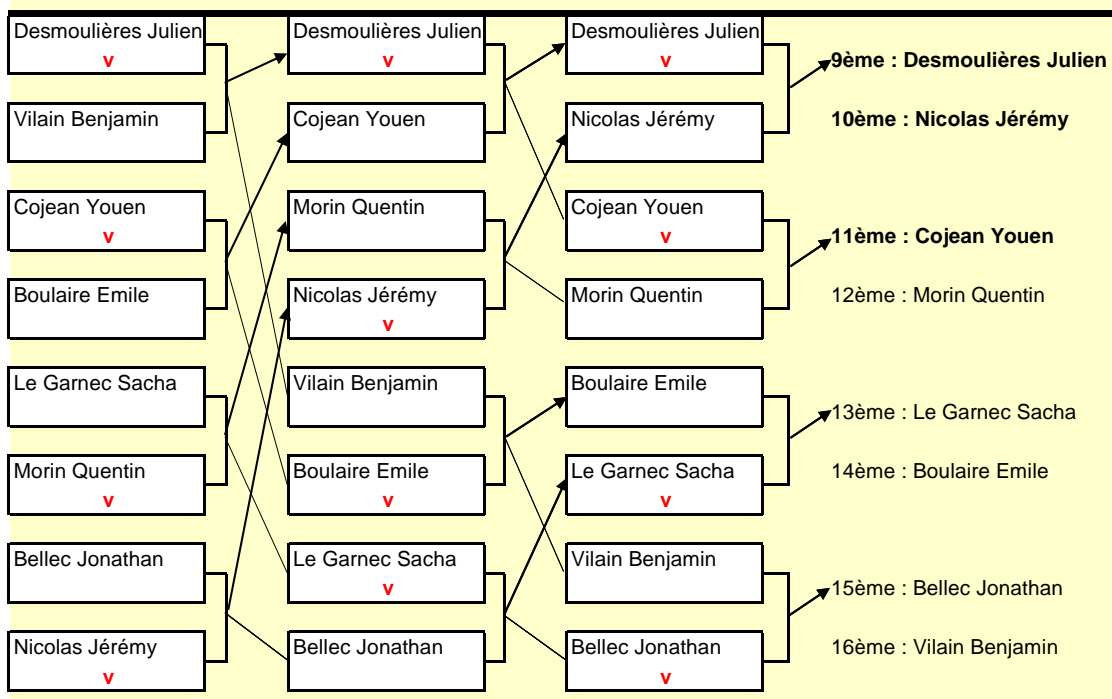 Desmoulières Julien
v
Vilain Benjamin
Cojean Youen
v
Boulaire Emile
Le Garnec Sacha
Morin Quentin
v
Bellec Jonathan
Nicolas Jérémy
v
Desmoulières Julien
v
Cojean Youen
Morin Quentin
Nicolas Jérémy
v
Vilain Benjamin
Boulaire Emile
v
Le Garnec Sacha
v
Bellec Jonathan
Desmoulières Julien
v
Nicolas Jérémy
Cojean Youen
v
Morin Quentin
Boulaire Emile
Le Garnec Sacha
v
Vilain Benjamin
Bellec Jonathan
v
9ème : Desmoulières Julien
10ème : Nicolas Jérémy
11ème : Cojean Youen
12ème : Morin Quentin
13ème : Le Garnec Sacha
14ème : Boulaire Emile
15ème : Bellec Jonathan
16ème : Vilain Benjamin